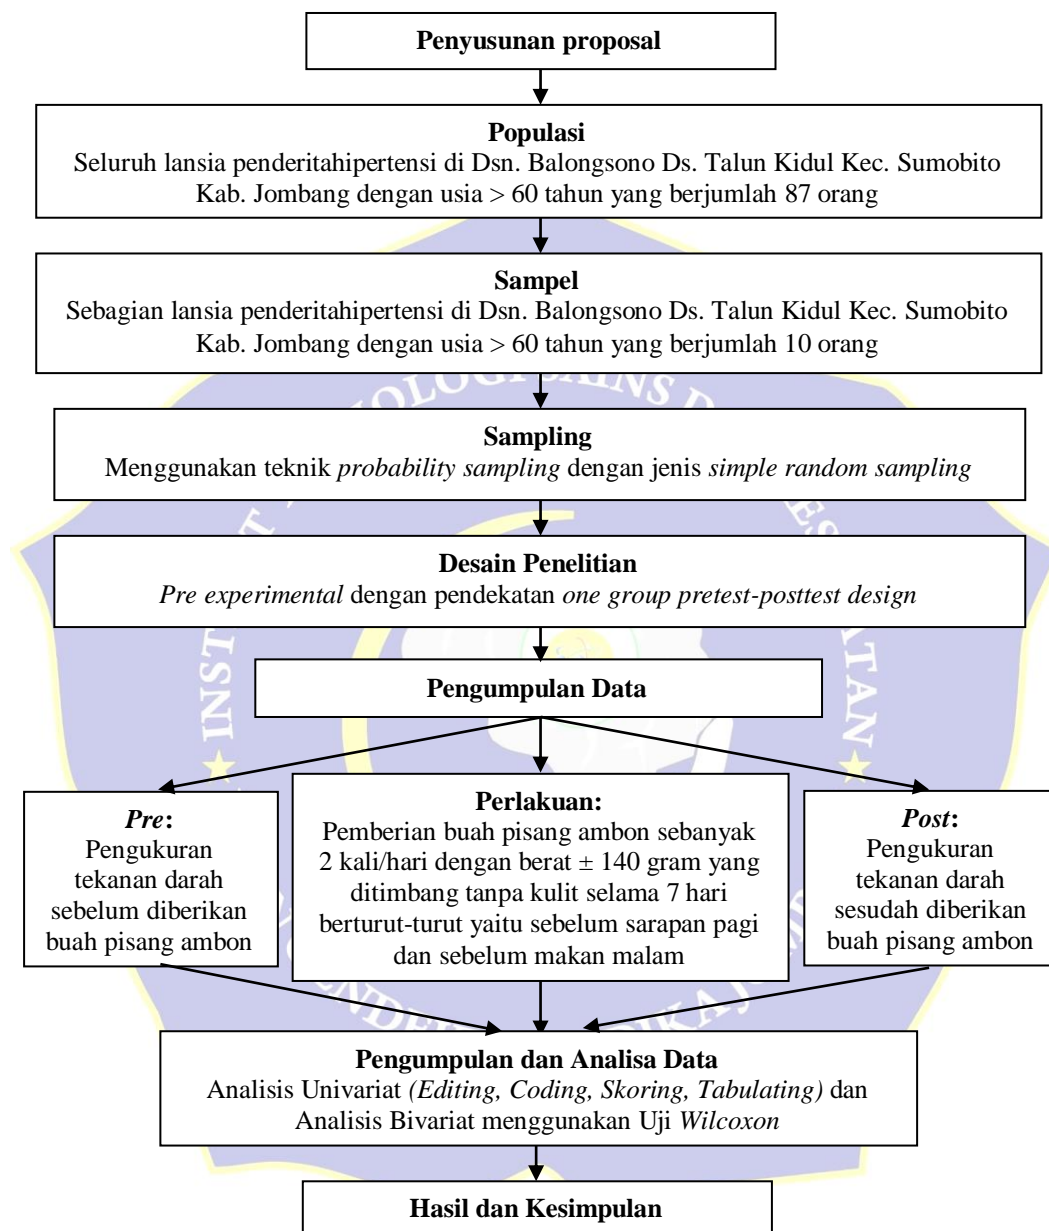 Penyusunan proposal
Populasi
Seluruh lansia penderitahipertensi di Dsn. Balongsono Ds. Talun Kidul Kec. Sumobito
Kab. Jombang dengan usia > 60 tahun yang berjumlah 87 orang
Sampel
Sebagian lansia penderitahipertensi di Dsn. Balongsono Ds. Talun Kidul Kec. Sumobito
Kab. Jombang dengan usia > 60 tahun yang berjumlah 10 orang
Sampling
Menggunakan teknik probability sampling dengan jenis simple random sampling
Desain Penelitian
Pre experimental dengan pendekatan one group pretest-posttest design
Pengumpulan Data
Pre:
Pengukuran
tekanan darah
sebelum diberikan
buah pisang ambon
Perlakuan:
Pemberian buah pisang ambon sebanyak
2 kali/hari dengan berat ± 140 gram yang
ditimbang tanpa kulit selama 7 hari
berturut-turut yaitu sebelum sarapan pagi
dan sebelum makan malam
Post:
Pengukuran
tekanan darah
sesudah diberikan
buah pisang ambon
Pengumpulan dan Analisa Data
Analisis Univariat (Editing, Coding, Skoring, Tabulating) dan
Analisis Bivariat menggunakan Uji Wilcoxon
Hasil dan Kesimpulan